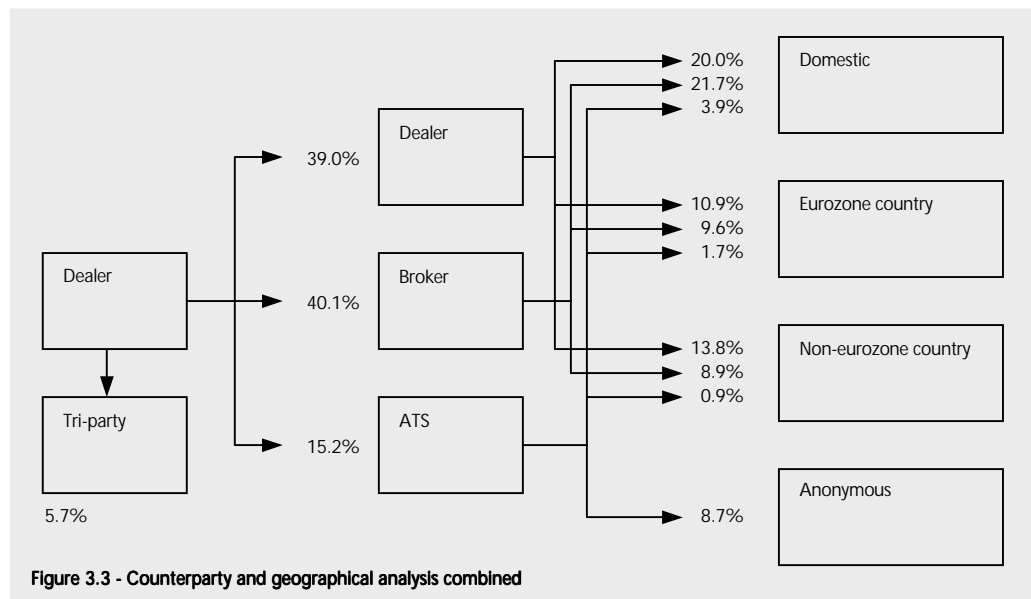 20.0%
Domestic
21.7%
3.9%
Dealer
39.0%
10.9%
Eurozone country
9.6%
1.7%
Dealer
Broker
40.1%
13.8%
Non-eurozone country
8.9%
0.9%
Tri-party
ATS
15.2%
Anonymous
8.7%
5.7%
Figure 3.3 - Counterparty and geographical analysis combined